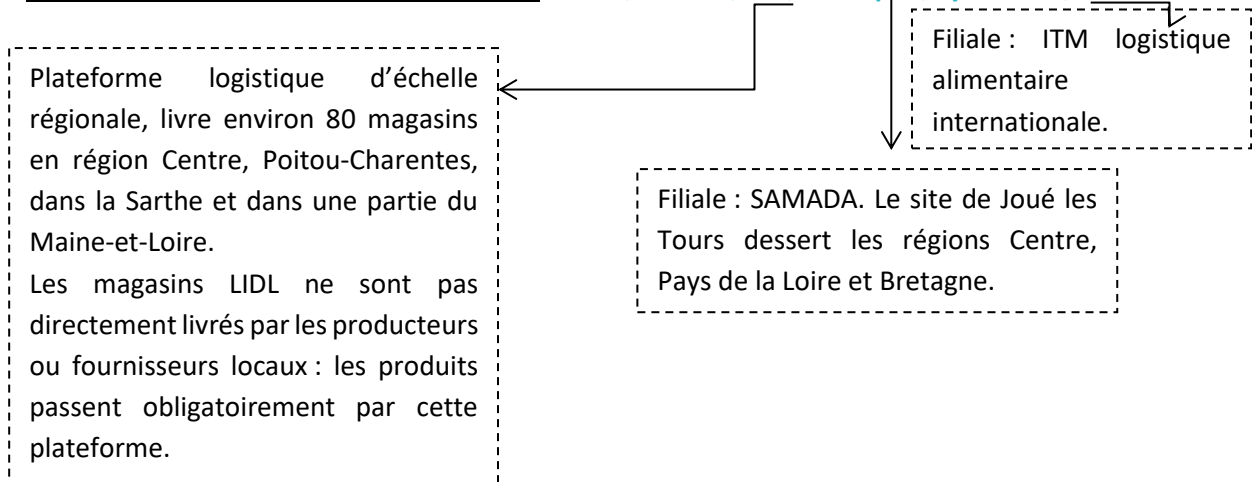 Filiale : ITM logistique
alimentaire
internationale.
Plateforme logistique d'échelle
régionale, livre environ 80 magasins
en région Centre, Poitou-Charentes,
dans la Sarthe et dans une partie du
Maine-et-Loire.
Les magasins LIDL ne sont pas
directement livrés par les producteurs
ou fournisseurs locaux : les produits
passent obligatoirement par cette
plateforme.
Filiale : SAMADA. Le site de Joué les
Tours dessert les régions Centre,
Pays de la Loire et Bretagne.